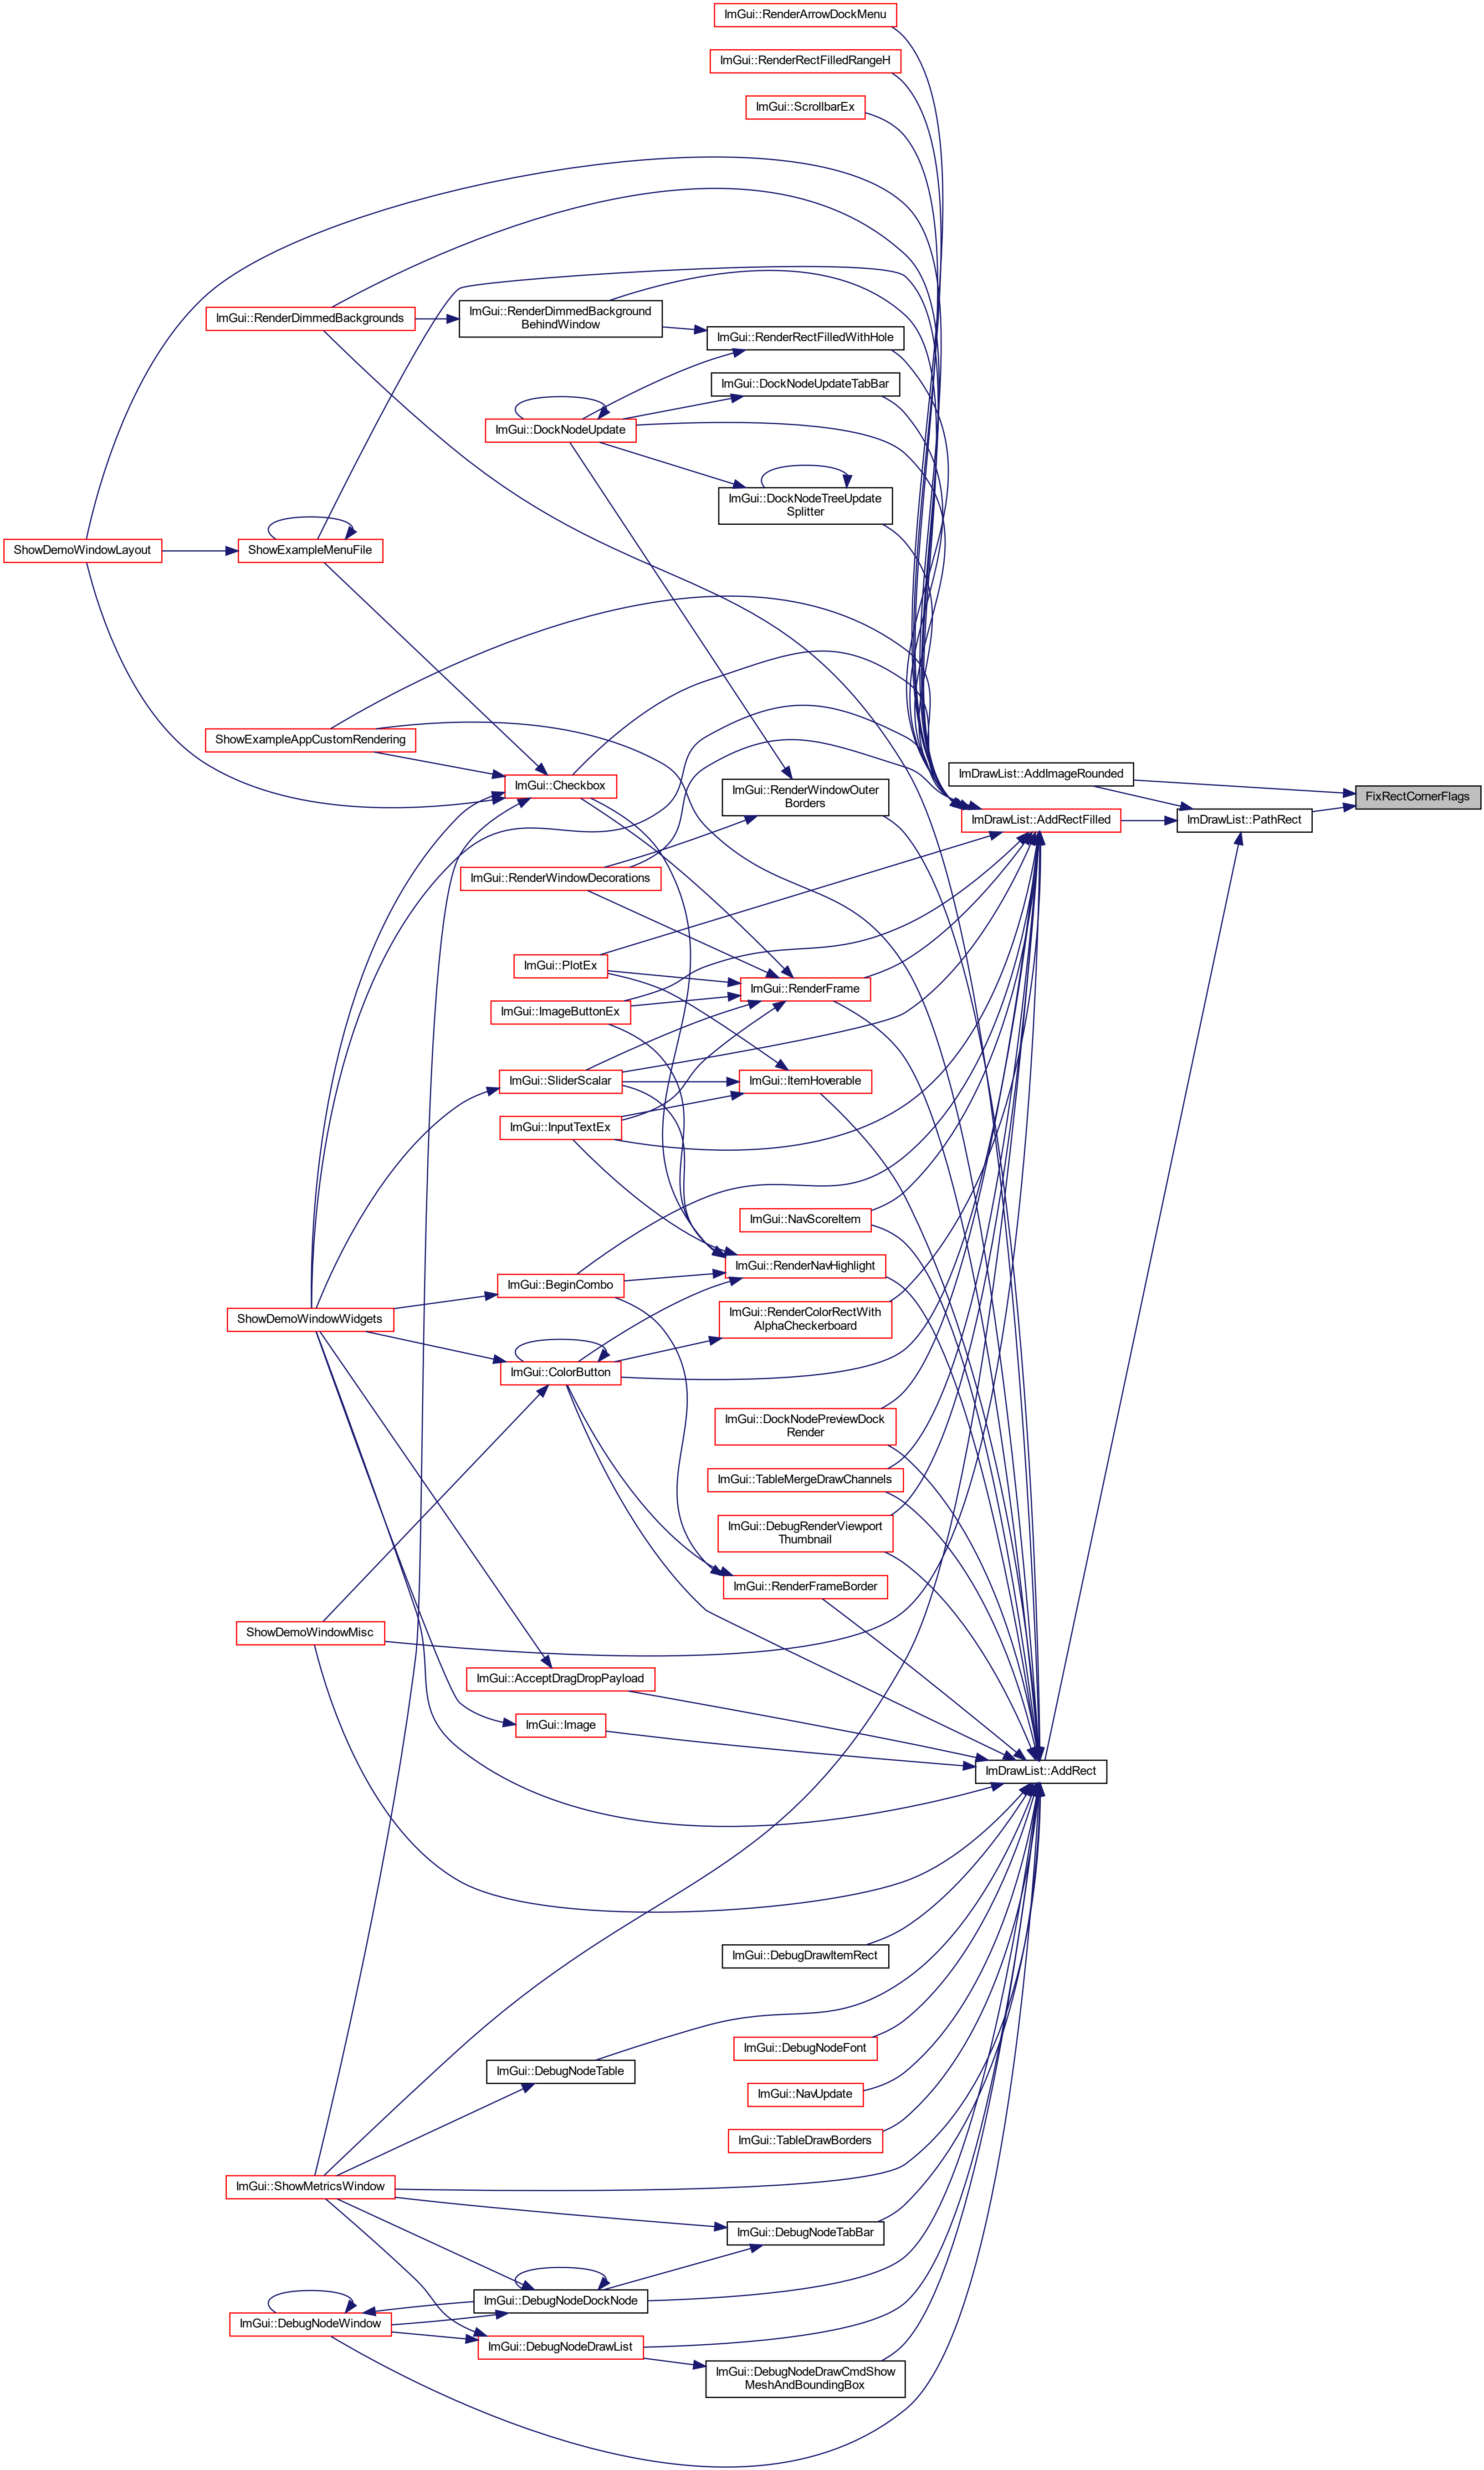 ImGui::RenderArrowDockMenu
ImGui::RenderRectFilledRangeH
ImGui::ScrollbarEx
ImGui::RenderDimmedBackgrounds
ImGui::RenderDimmedBackground
BehindWindow
ImGui::RenderRectFilledWithHole
ImGui::DockNodeUpdateTabBar
ImGui::DockNodeUpdate
ImGui::DockNodeTreeUpdate
Splitter
ShowDemoWindowLayout
ShowExampleMenuFile
ShowExampleAppCustomRendering
ImGui::Checkbox
ImGui::RenderWindowOuter
Borders
ImDrawList::AddImageRounded
FixRectCornerFlags
ImDrawList::AddRectFilled
ImDrawList::PathRect
ImGui::RenderWindowDecorations
ImGui::PlotEx
ImGui::RenderFrame
ImGui::ImageButtonEx
ImGui::SliderScalar
ImGui::ItemHoverable
ImGui::InputTextEx
ImGui::NavScoreItem
ImGui::RenderNavHighlight
ImGui::BeginCombo
ShowDemoWindowWidgets
ImGui::RenderColorRectWith
AlphaCheckerboard
ImGui::ColorButton
ImGui::DockNodePreviewDock
Render
ImGui::TableMergeDrawChannels
ImGui::DebugRenderViewport
Thumbnail
ImGui::RenderFrameBorder
ShowDemoWindowMisc
ImGui::AcceptDragDropPayload
ImGui::Image
ImDrawList::AddRect
ImGui::DebugDrawItemRect
ImGui::DebugNodeFont
ImGui::DebugNodeTable
ImGui::NavUpdate
ImGui::TableDrawBorders
ImGui::ShowMetricsWindow
ImGui::DebugNodeTabBar
ImGui::DebugNodeDockNode
ImGui::DebugNodeWindow
ImGui::DebugNodeDrawList
ImGui::DebugNodeDrawCmdShow
MeshAndBoundingBox